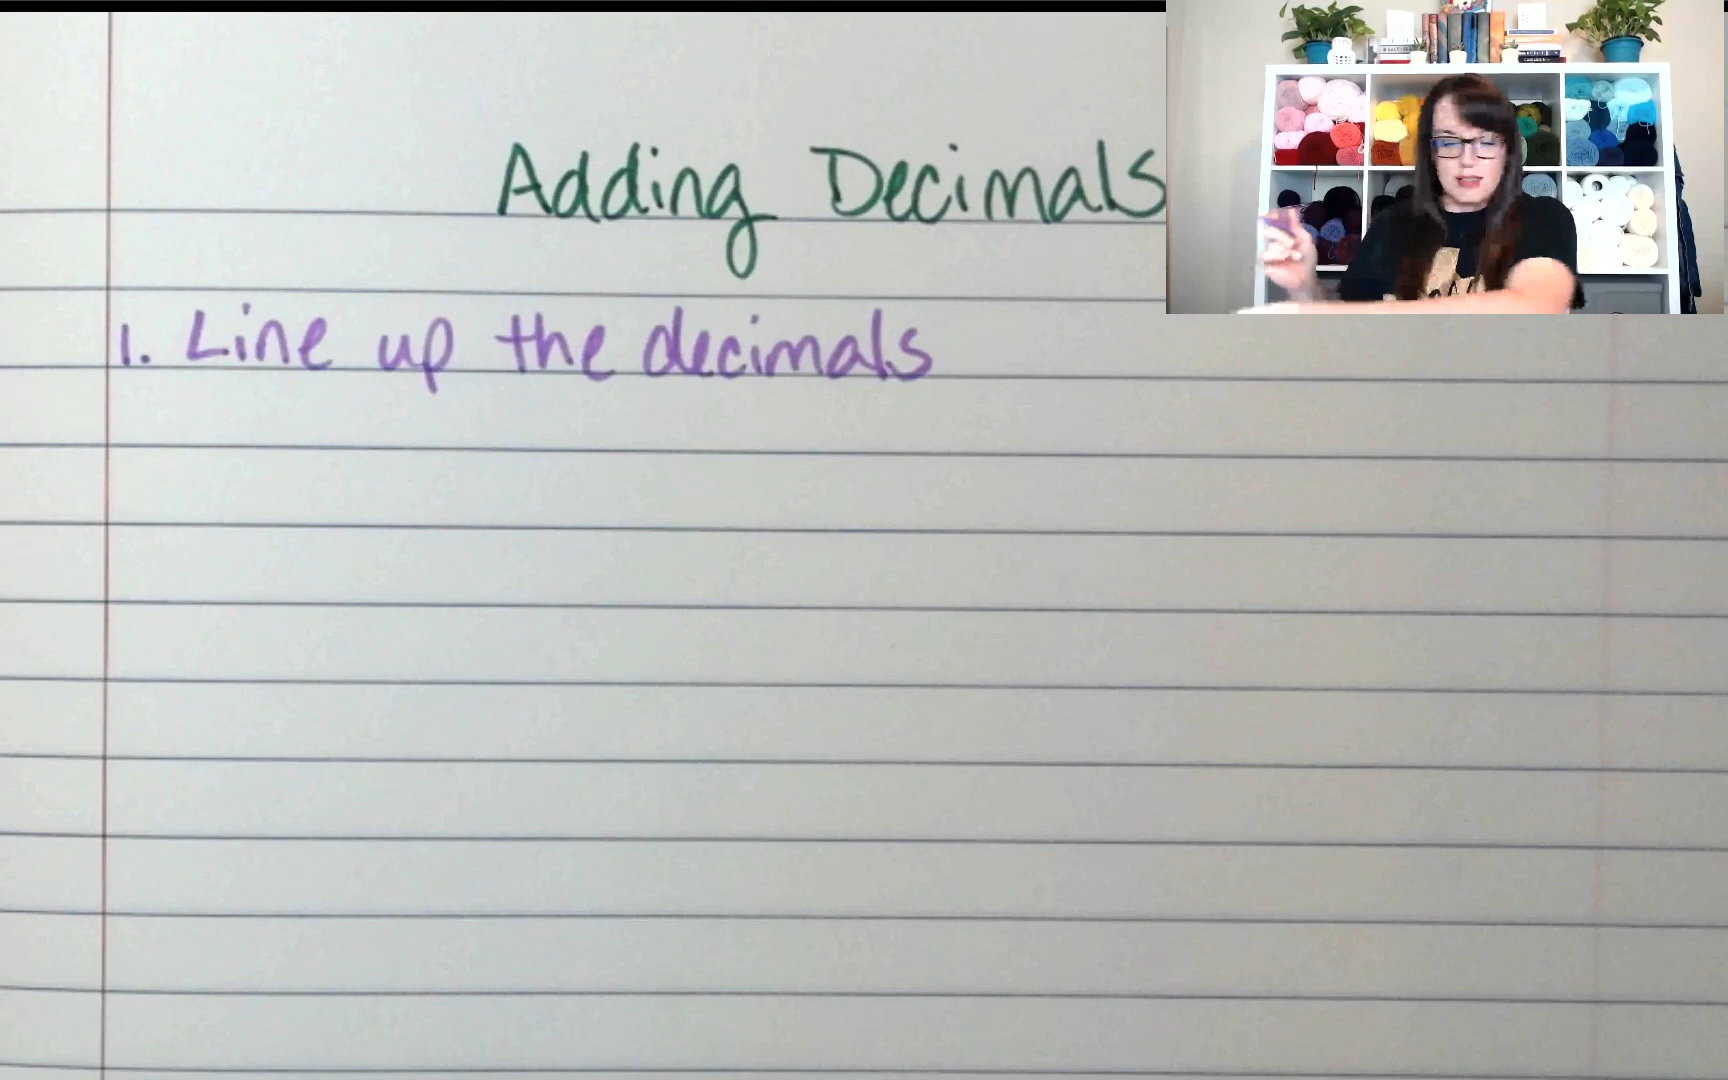 Adding Decimals
1. Line up the decimals